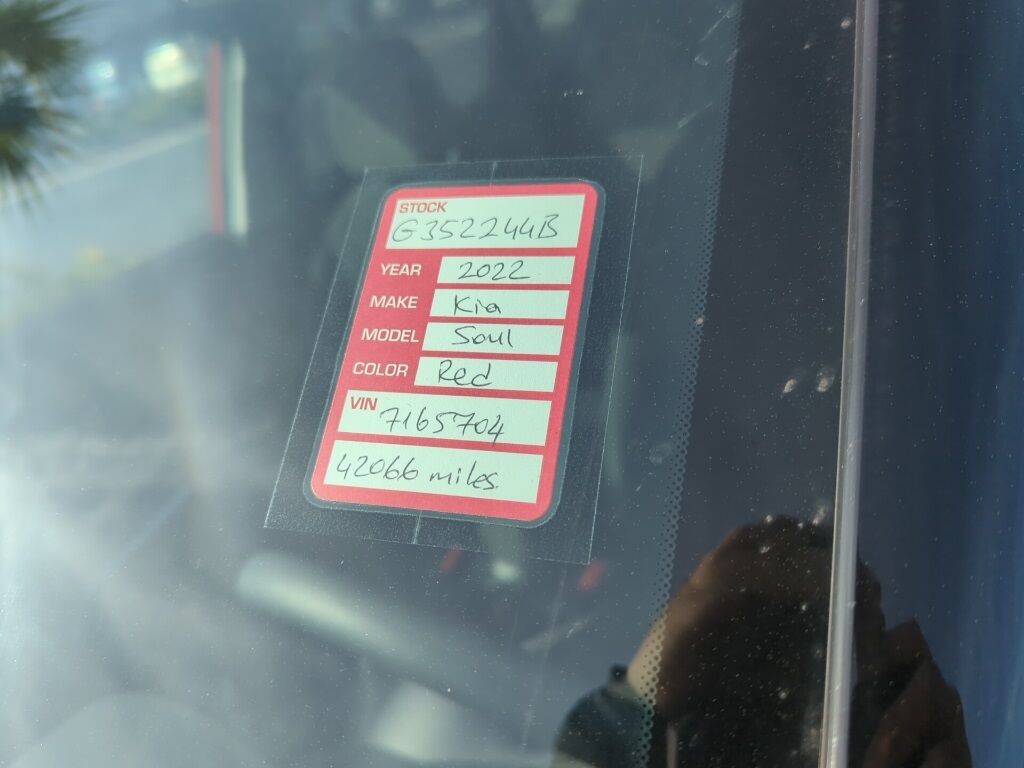 STOCK
G352244B
YEAR 2022
MAKE Kia
MODEL Soul
COLOR Red
VIN 7165704
42066 miles